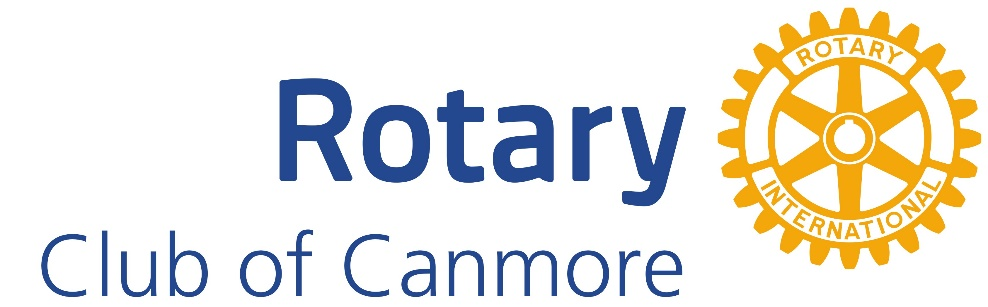 Rotary
Club of Canmore
ROTARY
INTERNATIONAL